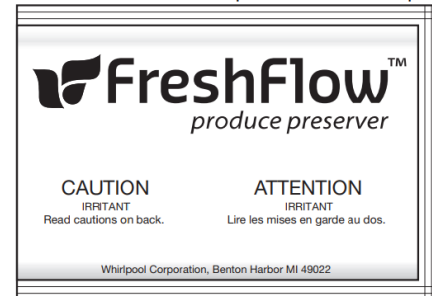 FreshFlow™
produce preserver
CAUTION
IRRITANT
Read cautions on back.
ATTENTION
IRRITANT
Lire les mises en garde au dos.
Whirlpool Corporation, Benton Harbor MI 49022